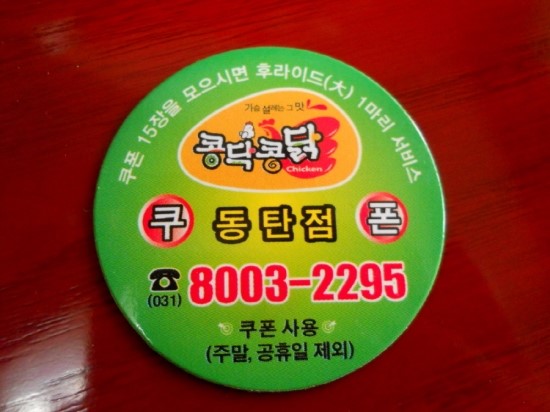 쿠폰 15장을 모으시면 후라이드(大) 1마리 서비스
가슴 설레는 그 맛
콩닥콩닭
Chicken
쿠 동탄점 폰
☎ 8003-2295
(031)
쿠폰 사용
(주말, 공휴일 제외)